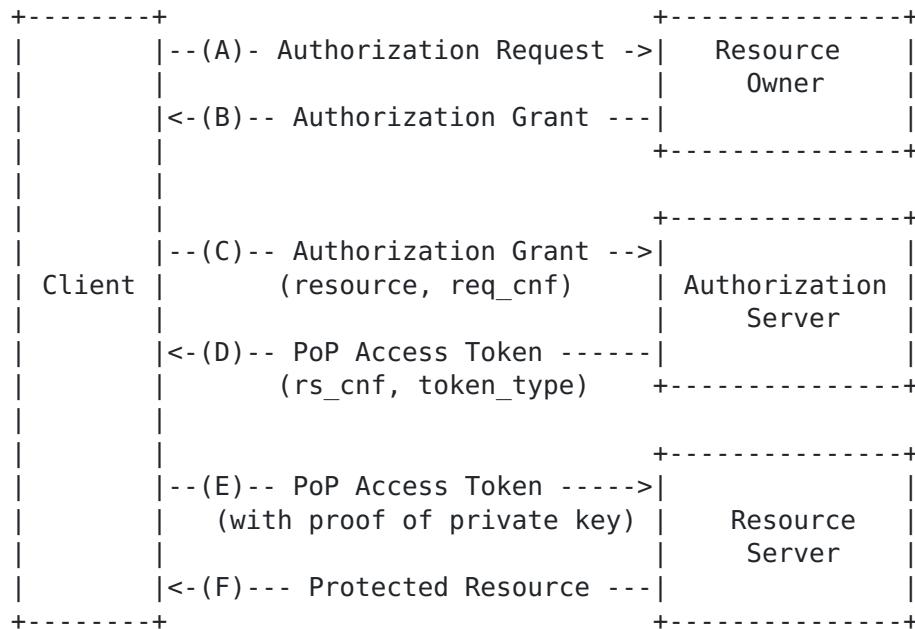 +--------+                               +---------------+
|        |--(A)- Authorization Request ->|   Resource    |
|        |                               |     Owner     |
|        |<-(B)-- Authorization Grant ---|               |
|        |                               +---------------+
|        |
|        |                               +---------------+
|        |--(C)-- Authorization Grant -->|               |
| Client |       (resource, req_cnf)     | Authorization |
|        |                               |     Server    |
|        |<-(D)-- PoP Access Token ------|               |
|        |       (rs_cnf, token_type)    +---------------+
|        |
|        |                               +---------------+
|        |--(E)-- PoP Access Token ----->|               |
|        |   (with proof of private key) |    Resource   |
|        |                               |     Server    |
|        |<-(F)--- Protected Resource ---|               |
+--------+                               +---------------+